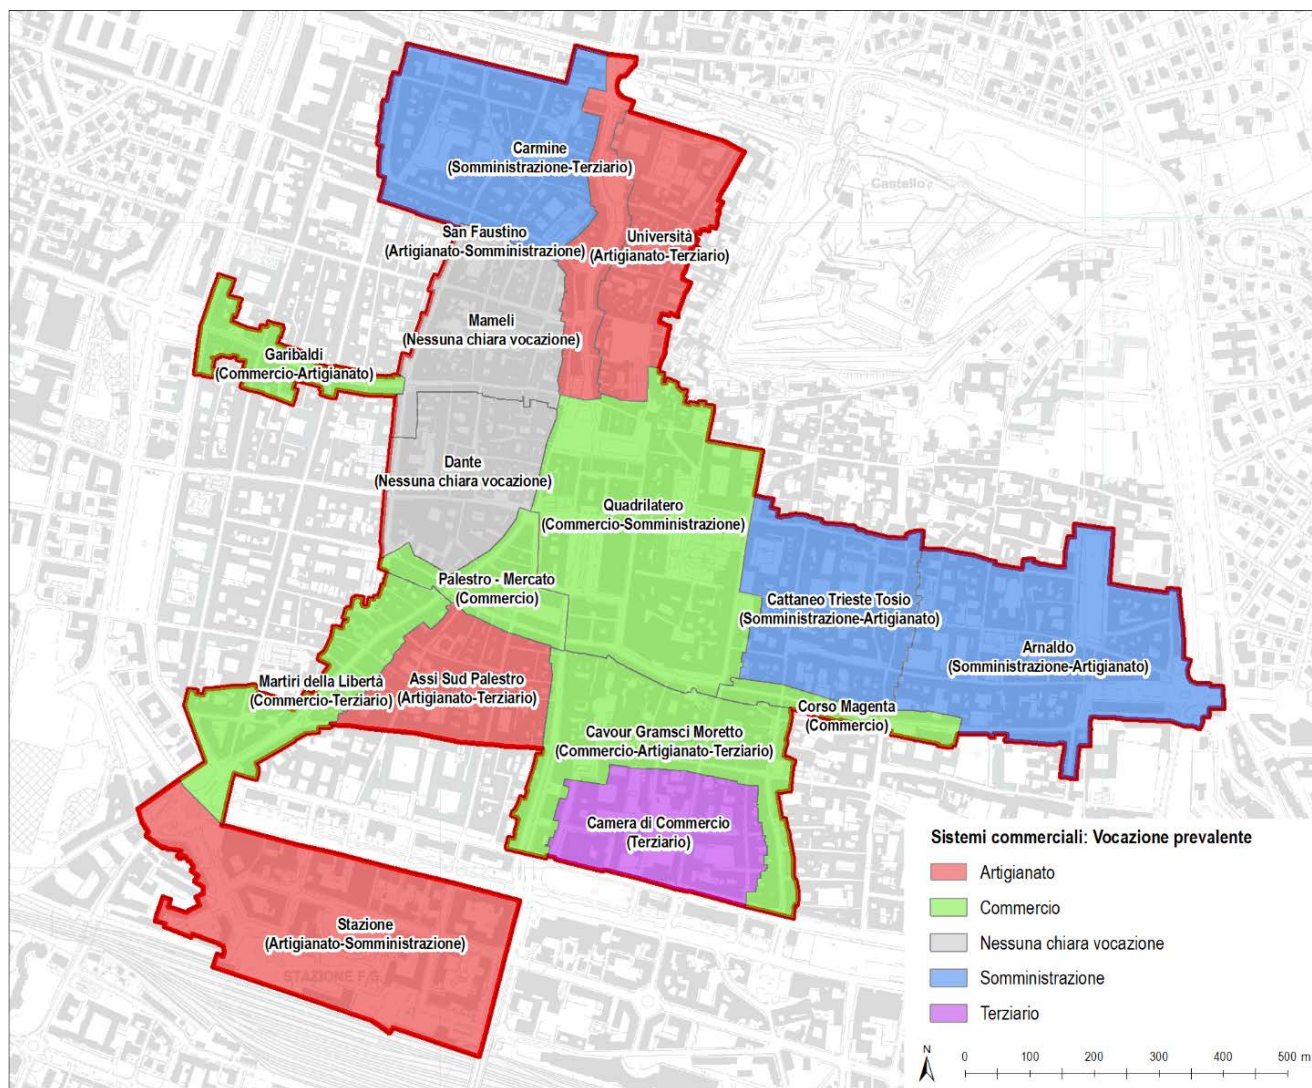 Carmine
(Somministrazione-Terziario)
Castello
San Faustino
(Artigianato-Somministrazione)
Università
(Artigianato-Terziario)
Mameli
(Nessuna chiara vocazione)
Garibaldi
(Commercio-Artigianato)
Dante
(Nessuna chiara vocazione)
Quadrilatero
(Commercio-Somministrazione)
Palestro - Mercato
(Commercio)
Cattaneo Trieste Tosio
(Somministrazione-Artigianato)
Arnaldo
(Somministrazione-Artigianato)
Martiri della Libertà
(Commercio-Terziario)
Assi Sud Palestro
(Artigianato-Terziario)
Corso Magenta
(Commercio)
Cavour Gramsci Moretto
(Commercio-Artigianato-Terziario)
Camera di Commercio
(Terziario)
Stazione
(Artigianato-Somministrazione)
STAZIONE F.S.
Sistemi commerciali: Vocazione prevalente
Artigianato
Commercio
Nessuna chiara vocazione
Somministrazione
Terziario
N
0 100 200 300 400 500 m